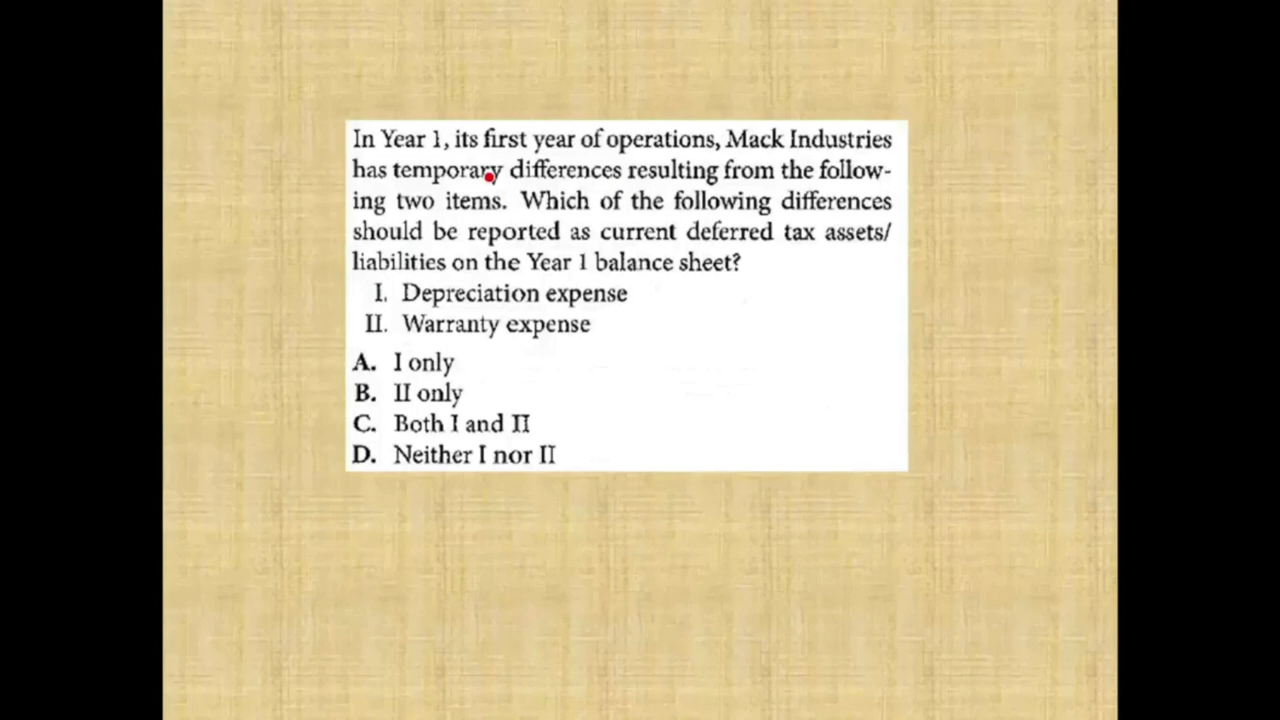 In Year 1, its first year of operations, Mack Industries
has temporary differences resulting from the follow-
ing two items. Which of the following differences
should be reported as current deferred tax assets/
liabilities on the Year 1 balance sheet?
I. Depreciation expense
II. Warranty expense
A. I only
B. II only
C. Both I and II
D. Neither I nor II